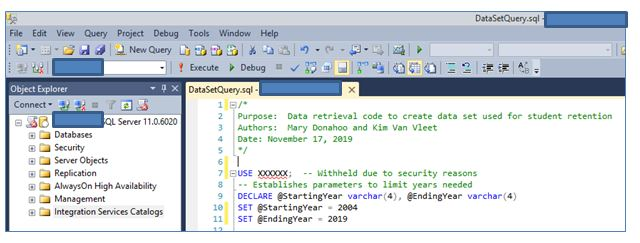 DataSetQuery.sql -
File Edit View Query Project Debug Tools Window Help
New Query
Execute Debug
Object Explorer
DataSetQuery.sql -
Connect
SQL Server 11.0.6020
Databases
Security
Server Objects
Replication
AlwaysOn High Availability
Management
Integration Services Catalogs
1 /*
2 Purpose: Data retrieval code to create data set used for student retention
3 Authors: Mary Donahoo and Kim Van Vleet
4 Date: November 17, 2019
5 */
6
7 USE XXXXXX; -- Withheld due to security reasons
8 -- Establishes parameters to limit years needed
9 DECLARE @StartingYear varchar(4), @EndingYear varchar(4)
10 SET @StartingYear = 2004
11 SET @EndingYear = 2019